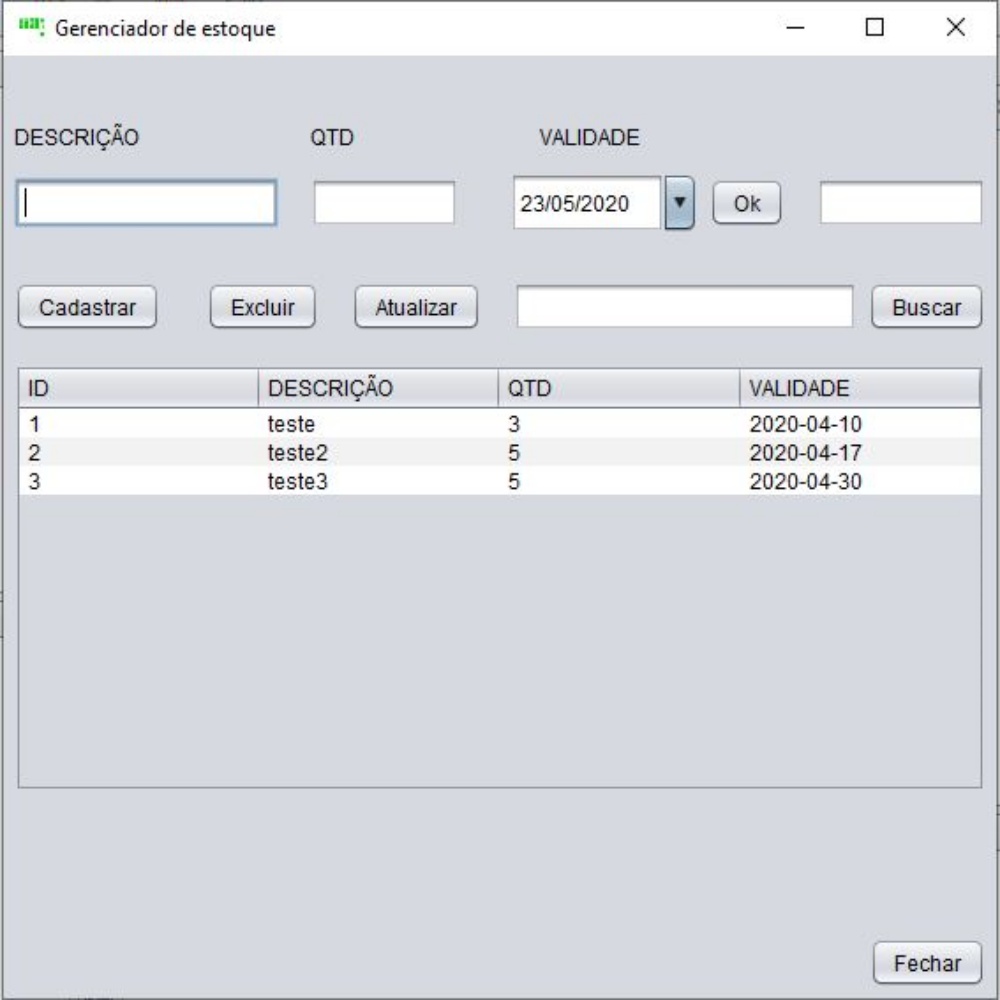 Gerenciador de estoque
DESCRIÇÃO QTD VALIDADE
23/05/2020 Ok
Cadastrar Excluir Atualizar Buscar
ID DESCRIÇÃO QTD VALIDADE
1 teste 3 2020-04-10
2 teste2 5 2020-04-17
3 teste3 5 2020-04-30
Fechar